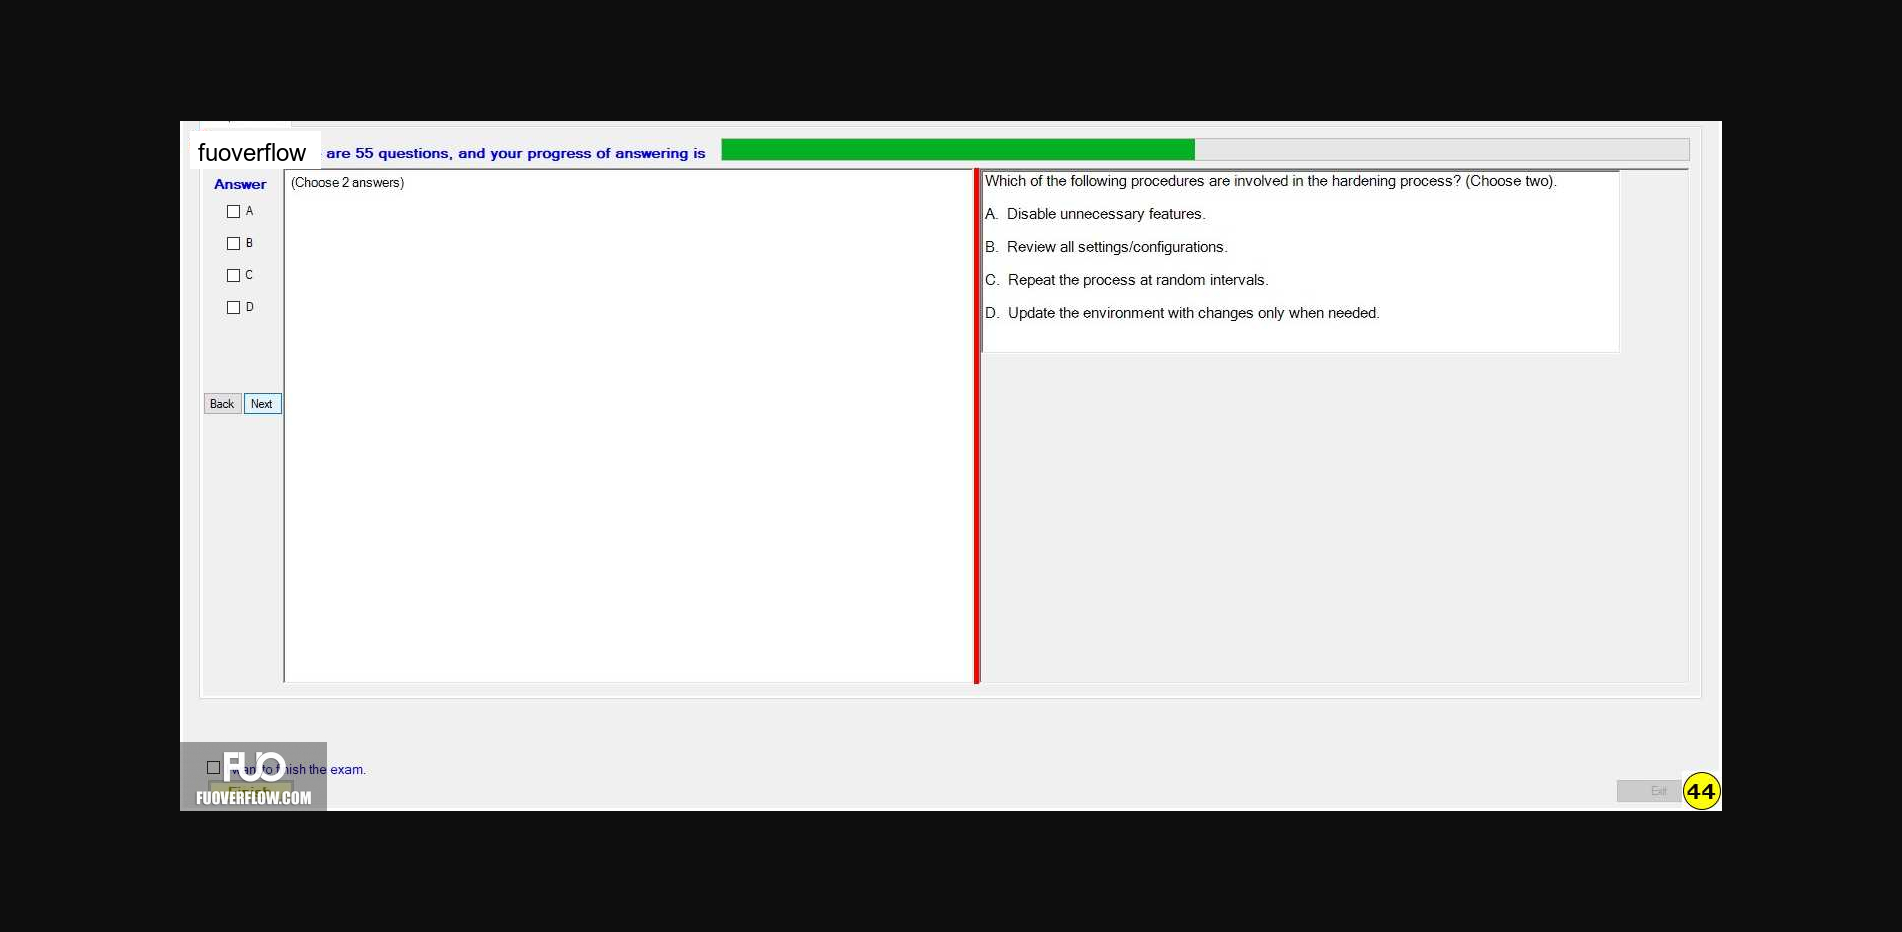 fuoverflow are 55 questions, and your progress of answering is
Answer
(Choose 2 answers)
A
B
C
D
Back Next
Which of the following procedures are involved in the hardening process? (Choose two).
A. Disable unnecessary features.
B. Review all settings/configurations.
C. Repeat the process at random intervals.
D. Update the environment with changes only when needed.
FUO
to finish the exam.
Finish
FUOVERFLOW.COM
Exit
44